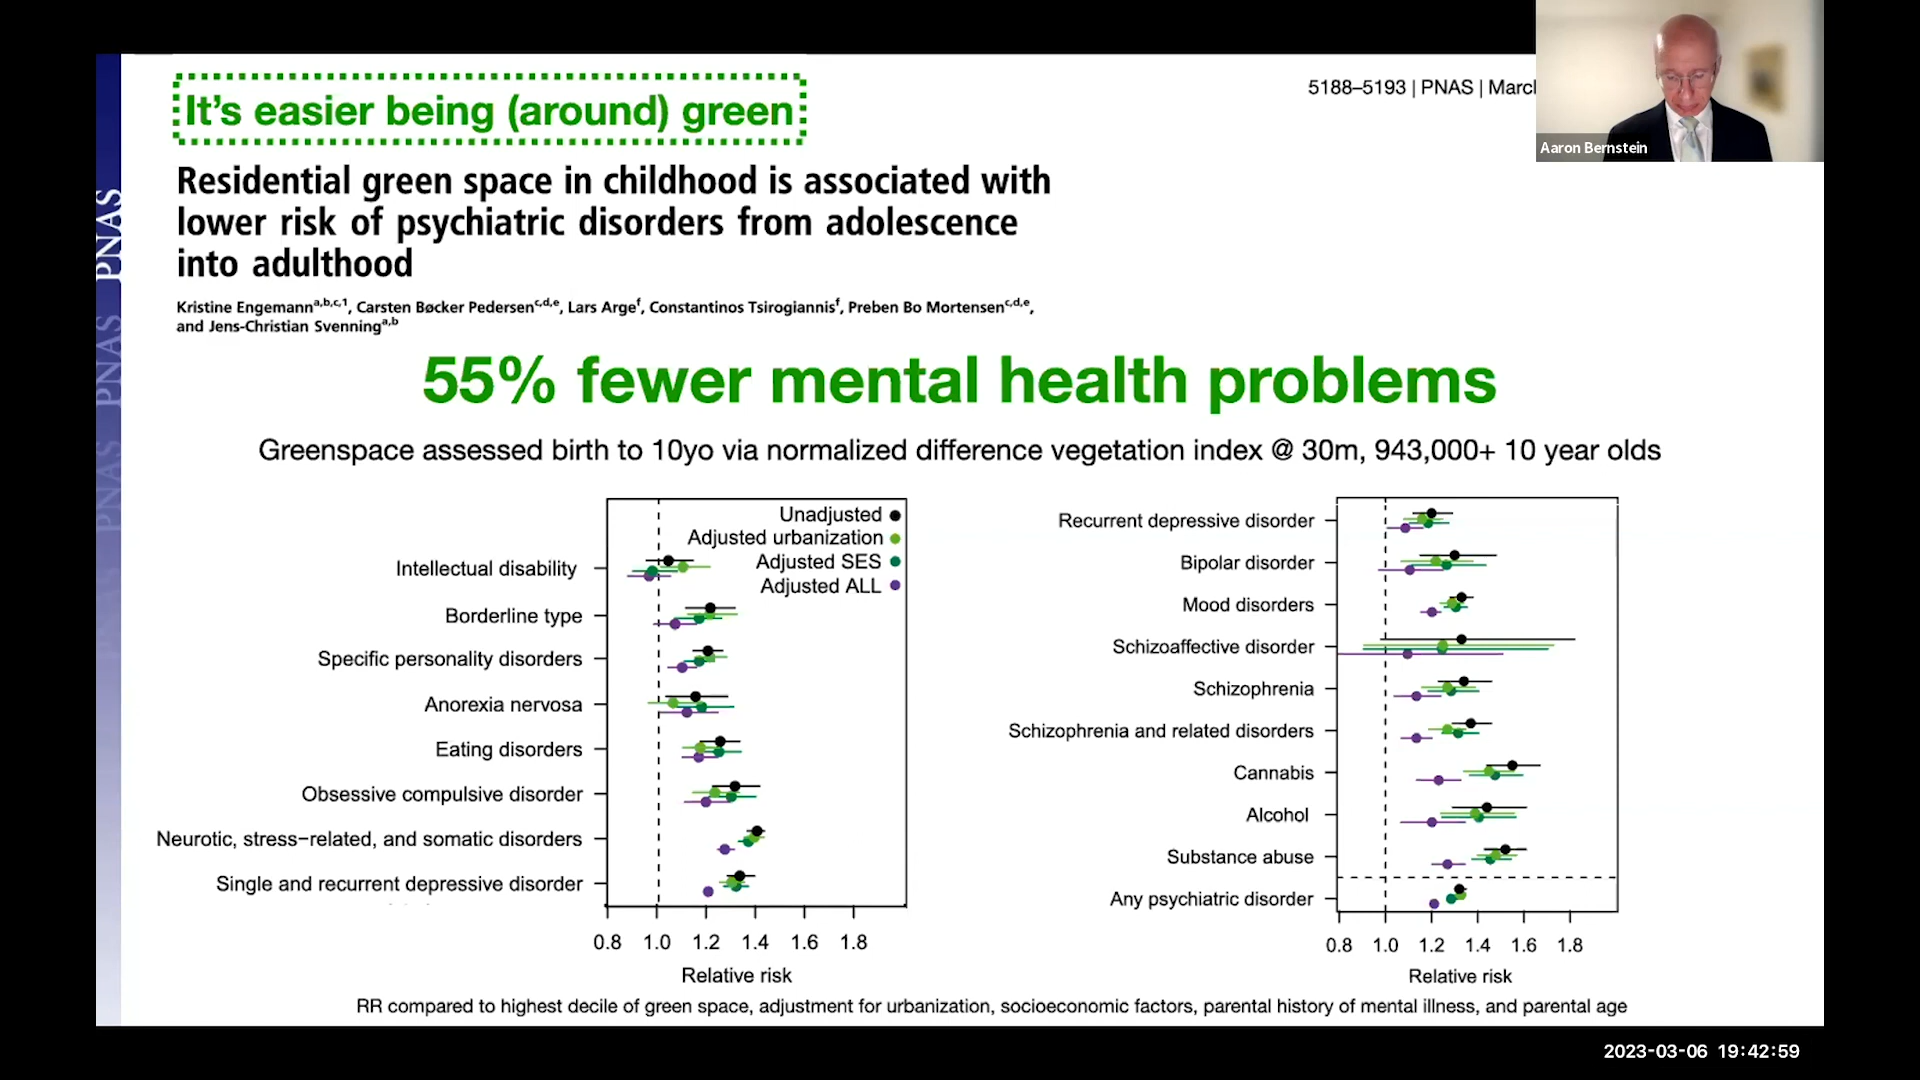 It's easier being (around) green
5188–5193 | PNAS | Marcl
Aaron Bernstein
Residential green space in childhood is associated with
lower risk of psychiatric disorders from adolescence
into adulthood
Kristine Engemann^a,b,c,1, Carsten Bøcker Pedersen^c,d,e, Lars Arge^f, Constantinos Tsirogiannis^f, Preben Bo Mortensen^c,d,e,
and Jens-Christian Svenning^a,b
PNAS
PNAS
PNAS
PNAS
55% fewer mental health problems
Greenspace assessed birth to 10yo via normalized difference vegetation index @ 30m, 943,000+ 10 year olds
Unadjusted
Adjusted urbanization
Adjusted SES
Adjusted ALL
Intellectual disability
Borderline type
Specific personality disorders
Anorexia nervosa
Eating disorders
Obsessive compulsive disorder
Neurotic, stress−related, and somatic disorders
Single and recurrent depressive disorder
0.8 1.0 1.2 1.4 1.6 1.8
Relative risk
Recurrent depressive disorder
Bipolar disorder
Mood disorders
Schizoaffective disorder
Schizophrenia
Schizophrenia and related disorders
Cannabis
Alcohol
Substance abuse
Any psychiatric disorder
0.8 1.0 1.2 1.4 1.6 1.8
Relative risk
RR compared to highest decile of green space, adjustment for urbanization, socioeconomic factors, parental history of mental illness, and parental age
2023-03-06 19:42:59